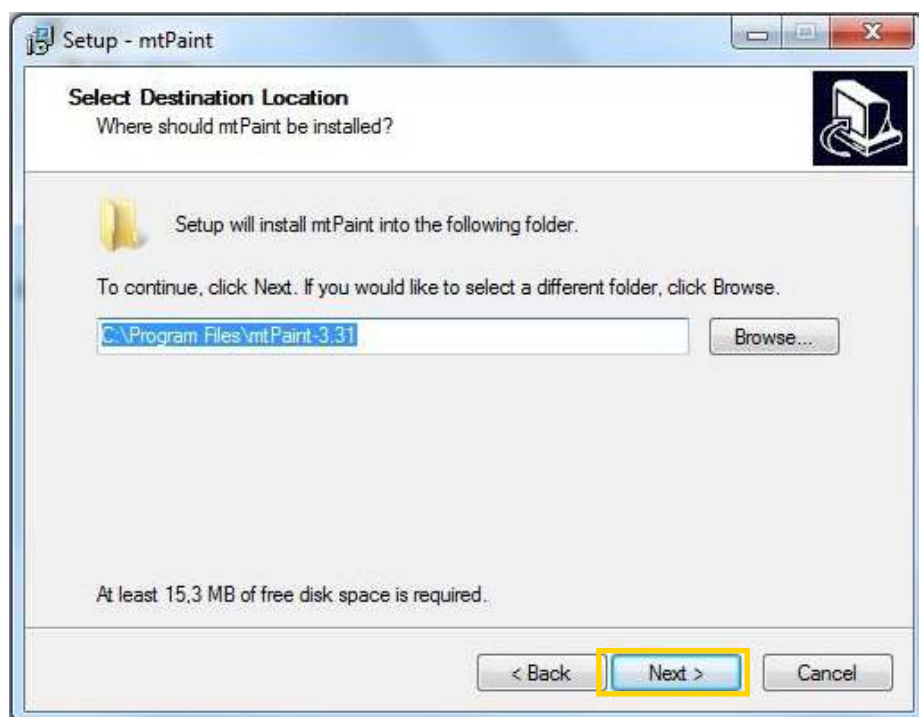 Setup - mtPaint
Select Destination Location
Where should mtPaint be installed?
Setup will install mtPaint into the following folder.
To continue, click Next. If you would like to select a different folder, click Browse.
C:\Program Files\mtPaint-3.31
Browse...
At least 15,3 MB of free disk space is required.
< Back
Next >
Cancel